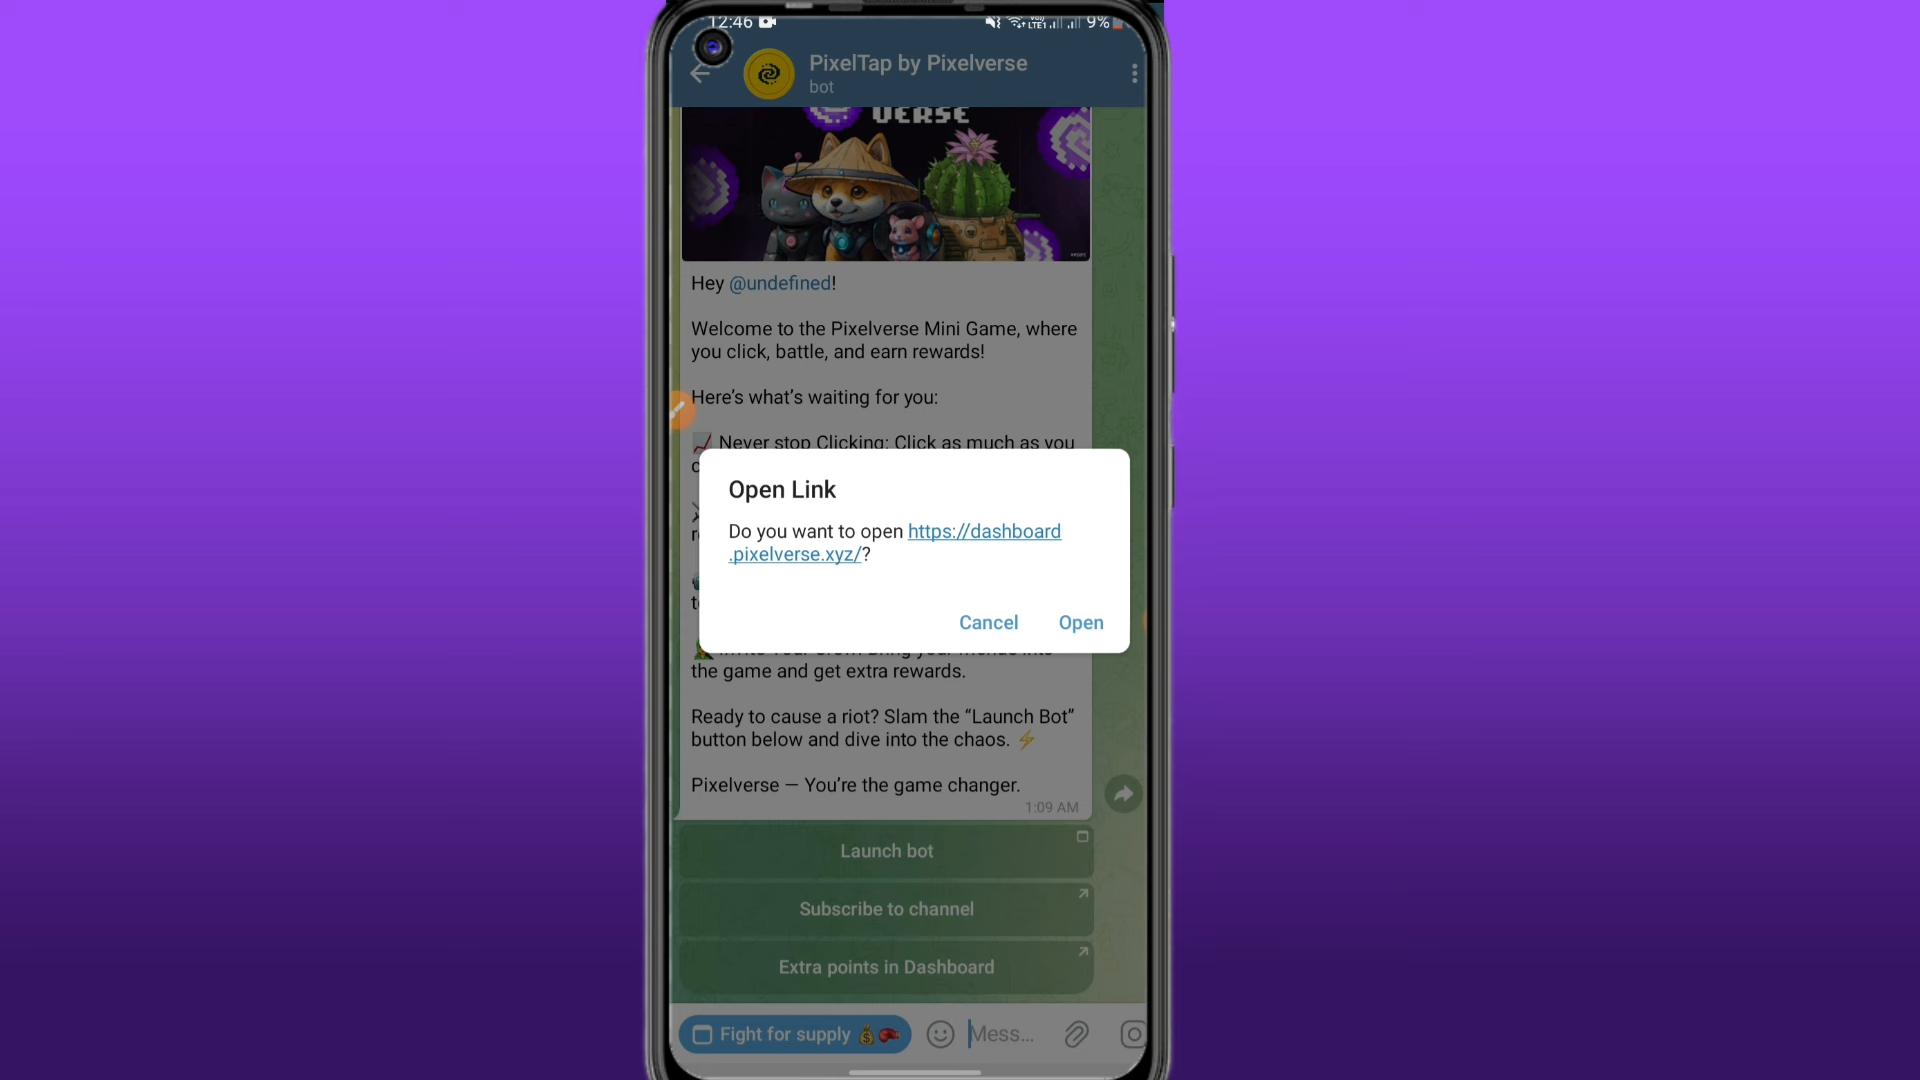 12:46
9%
PixelTap by Pixelverse
bot
VERSE
Hey @undefined!
Welcome to the Pixelverse Mini Game, where
you click, battle, and earn rewards!
Here's what's waiting for you:
Never stop Clicking: Click as much as you
Open Link
Do you want to open https://dashboard
.pixelverse.xyz/?
Cancel
Open
the game and get extra rewards.
Ready to cause a riot? Slam the “Launch Bot”
button below and dive into the chaos. ⚡
Pixelverse — You're the game changer.
1:09 AM
Launch bot
Subscribe to channel
Extra points in Dashboard
Fight for supply 💰🥊
Mess...